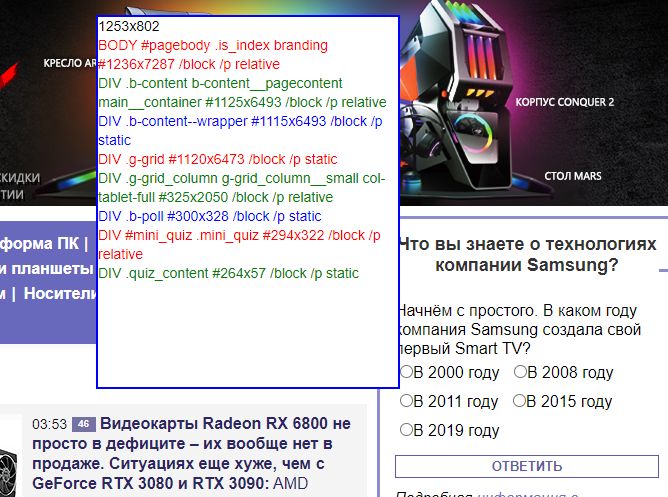 1253x802
BODY #pagebody .is_index branding
#1236x7287 /block /p relative
DIV .b-content b-content__pagecontent
main__container #1125x6493 /block /p relative
DIV .b-content--wrapper #1115x6493 /block /p
static
DIV .g-grid #1120x6473 /block /p static
DIV .g-grid_column g-grid_column__small col-
tablet-full #325x2050 /block /p relative
DIV .b-poll #300x328 /block /p static
DIV #mini_quiz .mini_quiz #294x322 /block /p
relative
DIV .quiz_content #264x57 /block /p static
КРЕСЛО AR
КОРПУС CONQUER 2
СТОЛ MARS
СКИДКИ
форма ПК |
и планшеты
м | Носители
Что вы знаете о технологиях
компании Samsung?
Начнём с простого. В каком году
компания Samsung создала свой
первый Smart TV?
В 2000 году В 2008 году
В 2011 году В 2015 году
В 2019 году
ОТВЕТИТЬ
Подробная информация о
03:53 46 Видеокарты Radeon RX 6800 не
просто в дефиците – их вообще нет в
продаже. Ситуациях еще хуже, чем с
GeForce RTX 3080 и RTX 3090: AMD